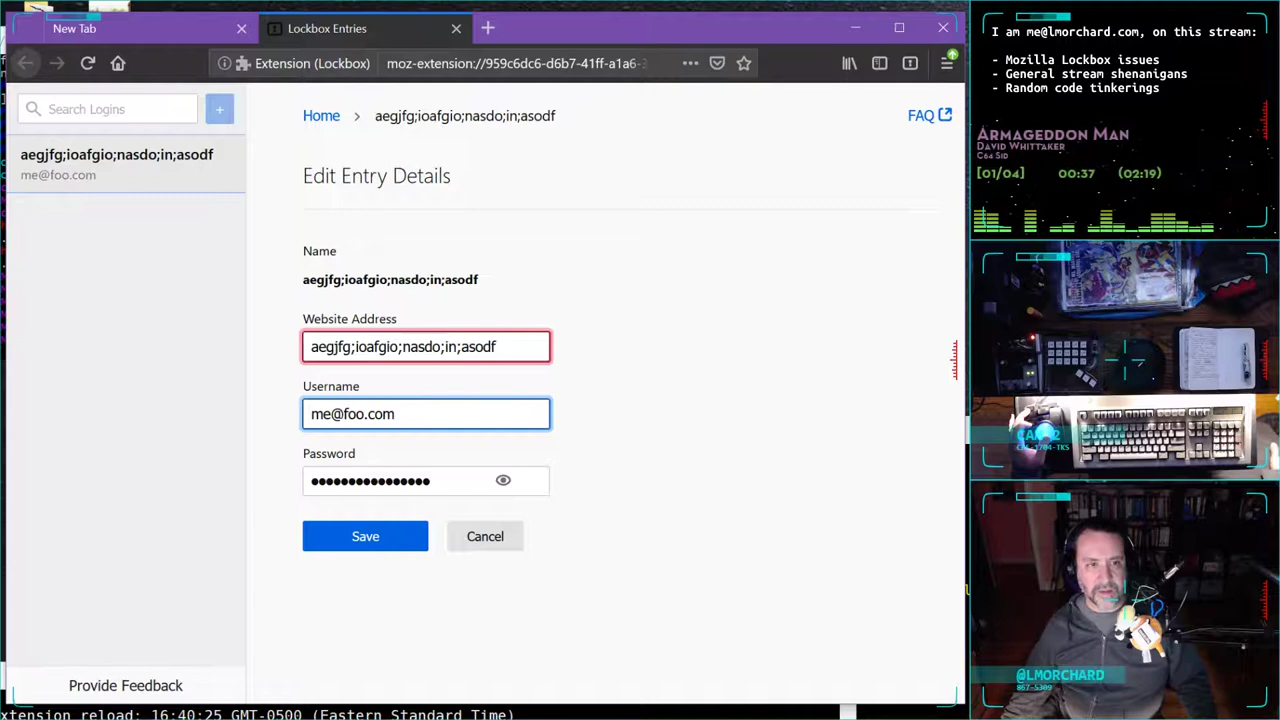 New Tab
Lockbox Entries
Extension (Lockbox)
moz-extension://959c6dc6-d6b7-41ff-a1a6-3
Search Logins
+
aegjfg;ioafgio;nasdo;in;asodf
me@foo.com
Home > aegjfg;ioafgio;nasdo;in;asodf
FAQ
Edit Entry Details
Name
aegjfg;ioafgio;nasdo;in;asodf
Website Address
aegjfg;ioafgio;nasdo;in;asodf
Username
me@foo.com
Password
Save
Cancel
Provide Feedback
xtension reload: 16:40:25 GMT-0500 (Eastern Standard Time)
I am me@lmorchard.com, on this stream:
- Mozilla Lockbox issues
- General stream shenanigans
- Random code tinkerings
Armageddon Man
David Whittaker
C64 Sid
[01/04] 00:37 (02:19)
@LMORCHARD
867-5309